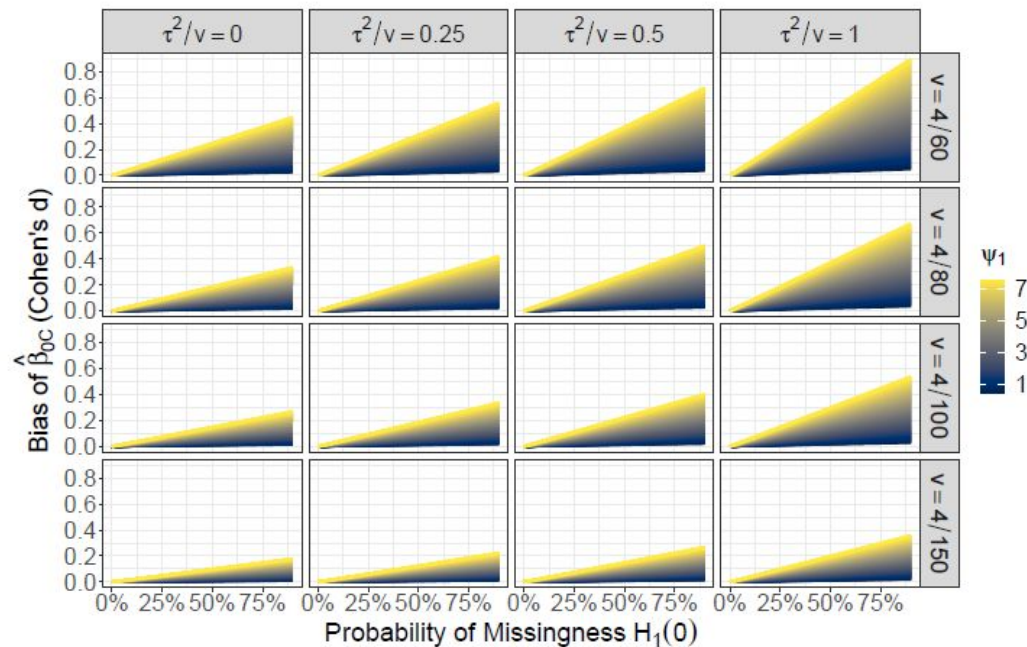 τ²/v = 0 τ²/v = 0.25 τ²/v = 0.5 τ²/v = 1
0.8
0.6
0.4
0.2
0.0
v = 4/60
0.8
0.6
0.4
0.2
0.0
v = 4/80
0.8
0.6
0.4
0.2
0.0
v = 4/100
0.8
0.6
0.4
0.2
0.0
v = 4/150
0% 25% 50% 75% 0% 25% 50% 75% 0% 25% 50% 75% 0% 25% 50% 75%
Probability of Missingness H₁(0)
Bias of β̂₀C (Cohen's d)
ψ₁
7
5
3
1